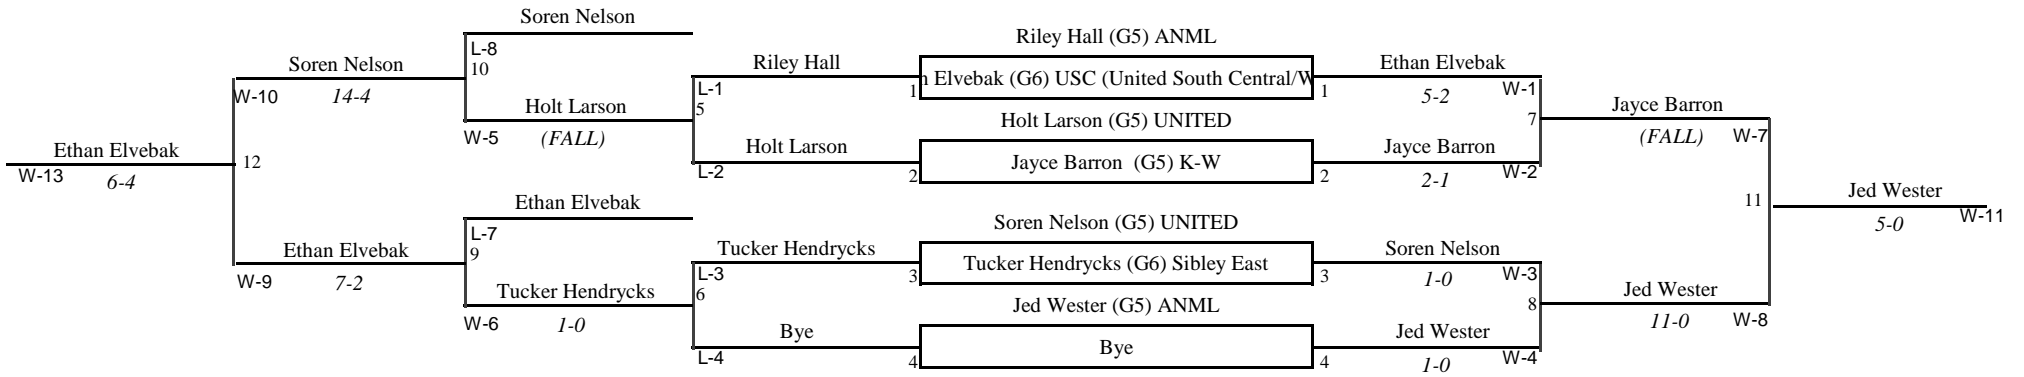 Soren Nelson
L-8
10
Soren Nelson
W-10
14-4
Holt Larson
W-5
(FALL)
Ethan Elvebak
W-13
6-4
12
Ethan Elvebak
L-7
9
Ethan Elvebak
W-9
7-2
Tucker Hendrycks
W-6
1-0
Riley Hall
L-1
5
1
Holt Larson
L-2
2
Tucker Hendrycks
L-3
6
3
Bye
L-4
4
Riley Hall (G5) ANML
n Elvebak (G6) USC (United South Central/W
Holt Larson (G5) UNITED
Jayce Barron (G5) K-W
Soren Nelson (G5) UNITED
Tucker Hendrycks (G6) Sibley East
Jed Wester (G5) ANML
Bye
Ethan Elvebak
1
5-2
W-1
7
Jayce Barron
2
2-1
W-2
Soren Nelson
3
1-0
W-3
8
Jed Wester
4
1-0
W-4
Jayce Barron
(FALL)
W-7
11
Jed Wester
11-0
W-8
Jed Wester
5-0
W-11